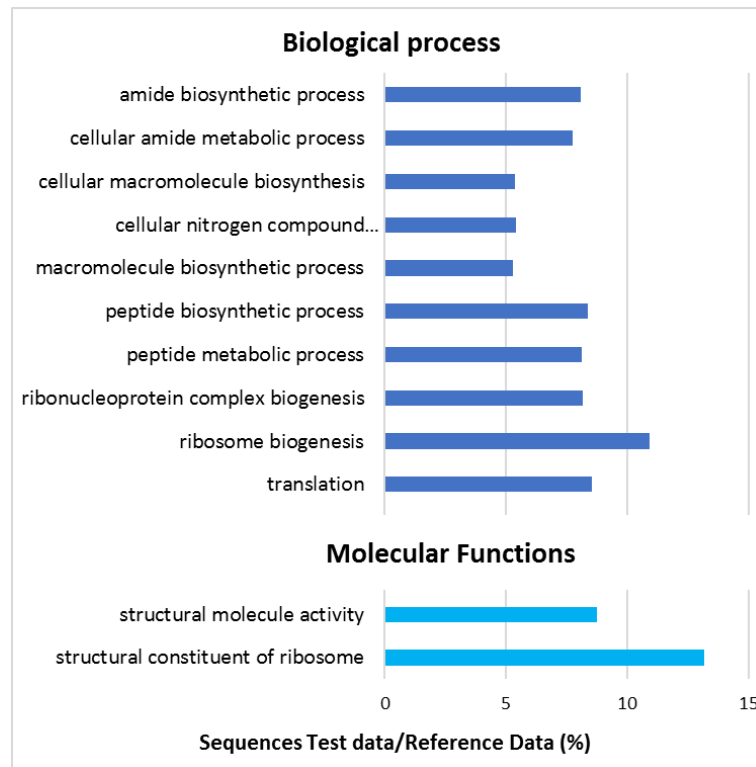 Biological process
amide biosynthetic process
cellular amide metabolic process
cellular macromolecule biosynthesis
cellular nitrogen compound...
macromolecule biosynthetic process
peptide biosynthetic process
peptide metabolic process
ribonucleoprotein complex biogenesis
ribosome biogenesis
translation
Molecular Functions
structural molecule activity
structural constituent of ribosome
0 5 10 15
Sequences Test data/Reference Data (%)